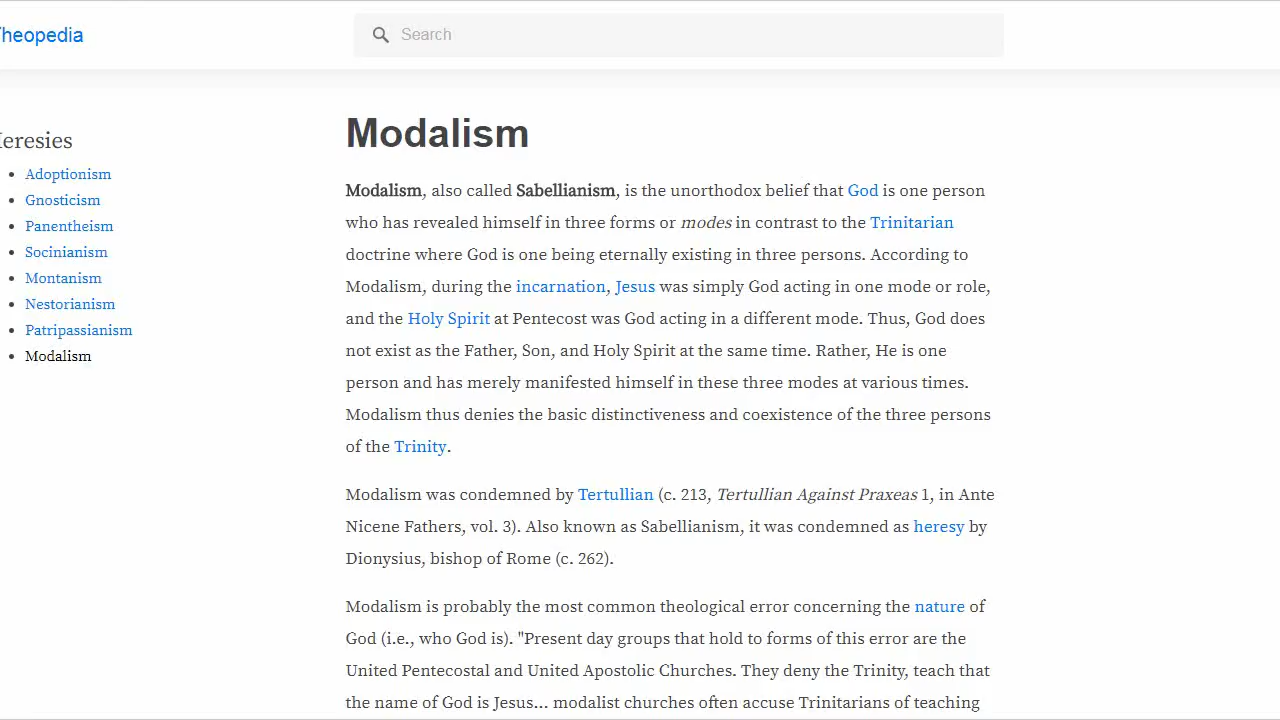 Theopedia
Search
Heresies
Adoptionism
Gnosticism
Panentheism
Socinianism
Montanism
Nestorianism
Patripassianism
Modalism
Modalism
Modalism, also called Sabellianism, is the unorthodox belief that God is one person
who has revealed himself in three forms or modes in contrast to the Trinitarian
doctrine where God is one being eternally existing in three persons. According to
Modalism, during the incarnation, Jesus was simply God acting in one mode or role,
and the Holy Spirit at Pentecost was God acting in a different mode. Thus, God does
not exist as the Father, Son, and Holy Spirit at the same time. Rather, He is one
person and has merely manifested himself in these three modes at various times.
Modalism thus denies the basic distinctiveness and coexistence of the three persons
of the Trinity.
Modalism was condemned by Tertullian (c. 213, Tertullian Against Praxeas 1, in Ante
Nicene Fathers, vol. 3). Also known as Sabellianism, it was condemned as heresy by
Dionysius, bishop of Rome (c. 262).
Modalism is probably the most common theological error concerning the nature of
God (i.e., who God is). "Present day groups that hold to forms of this error are the
United Pentecostal and United Apostolic Churches. They deny the Trinity, teach that
the name of God is Jesus... modalist churches often accuse Trinitarians of teaching